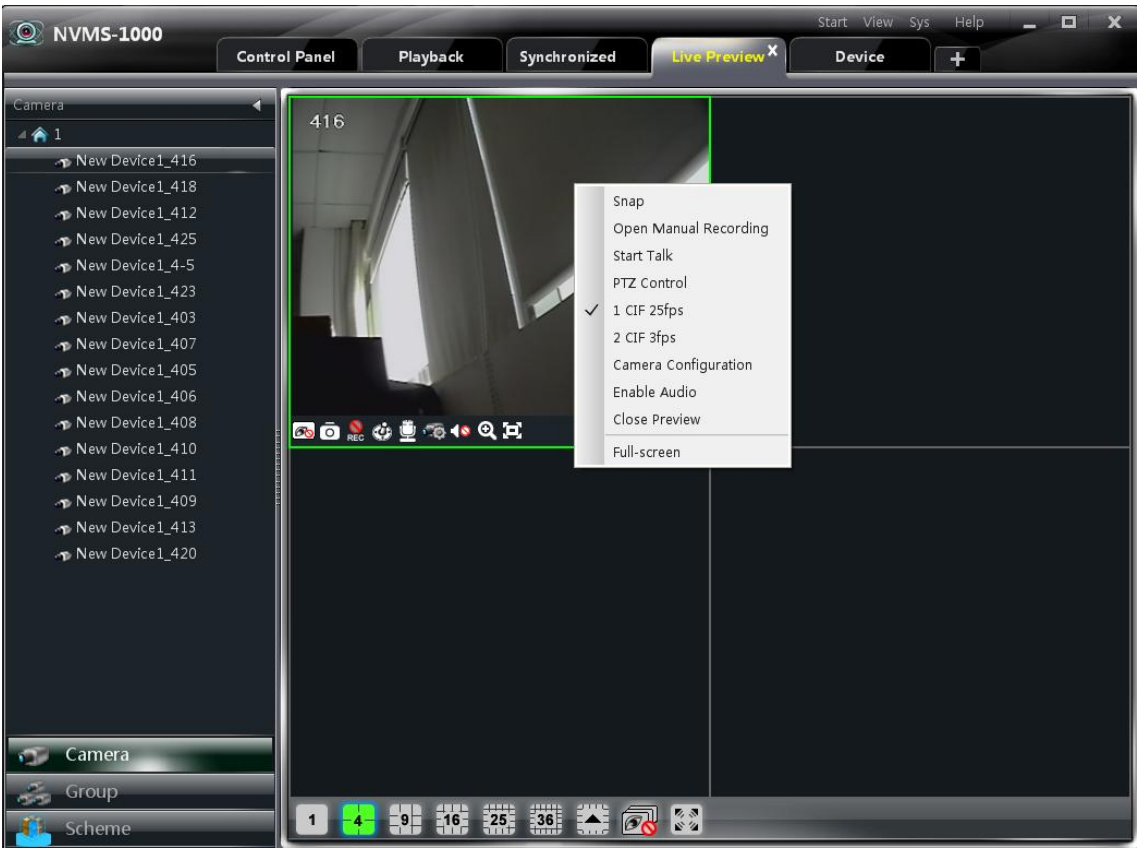 NVMS-1000
Start View Sys Help
Control Panel
Playback
Synchronized
Live Preview X
Device
+
Camera
1
New Device1_416
New Device1_418
New Device1_412
New Device1_425
New Device1_4-5
New Device1_423
New Device1_403
New Device1_407
New Device1_405
New Device1_406
New Device1_408
New Device1_410
New Device1_411
New Device1_409
New Device1_413
New Device1_420
416
Snap
Open Manual Recording
Start Talk
PTZ Control
1 CIF 25fps
2 CIF 3fps
Camera Configuration
Enable Audio
Close Preview
Full-screen
REC
Camera
Group
Scheme
1 4 9 16 25 36